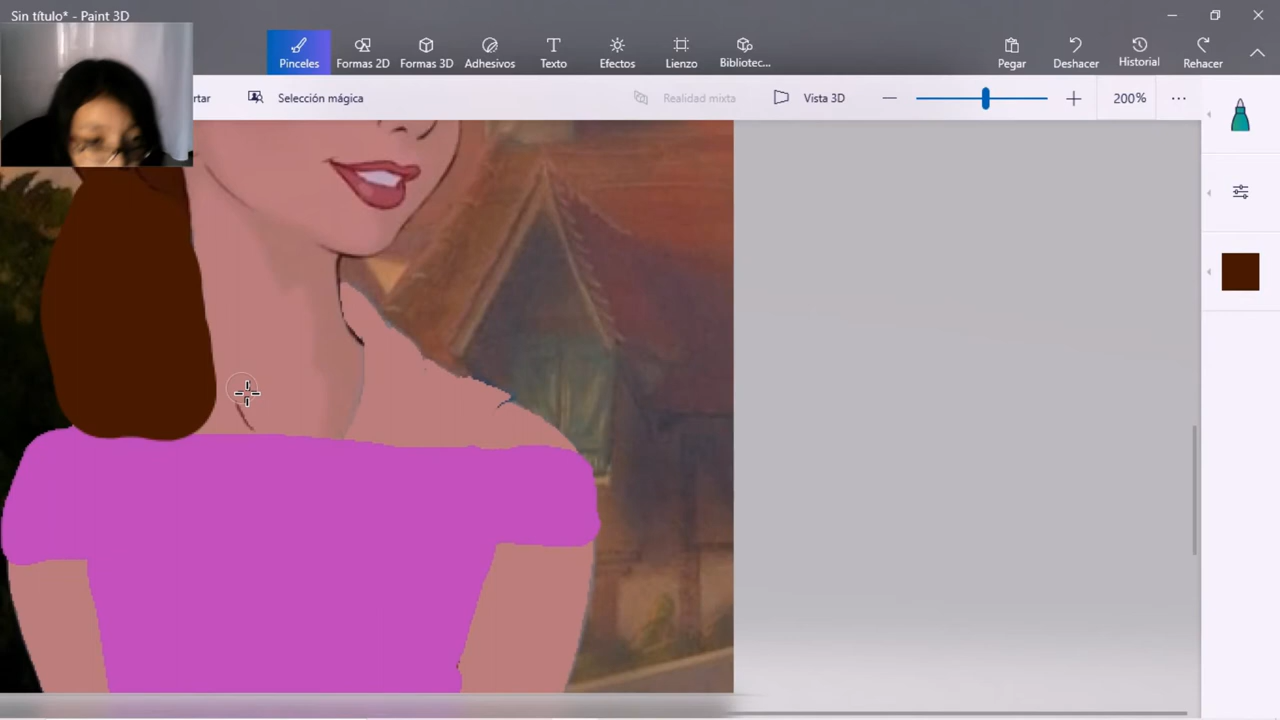 Sin título* - Paint 3D
Pinceles Formas 2D Formas 3D Adhesivos Texto Efectos Lienzo Bibliotec... Pegar Deshacer Historial Rehacer
rtar Selección mágica Realidad mixta Vista 3D 200%